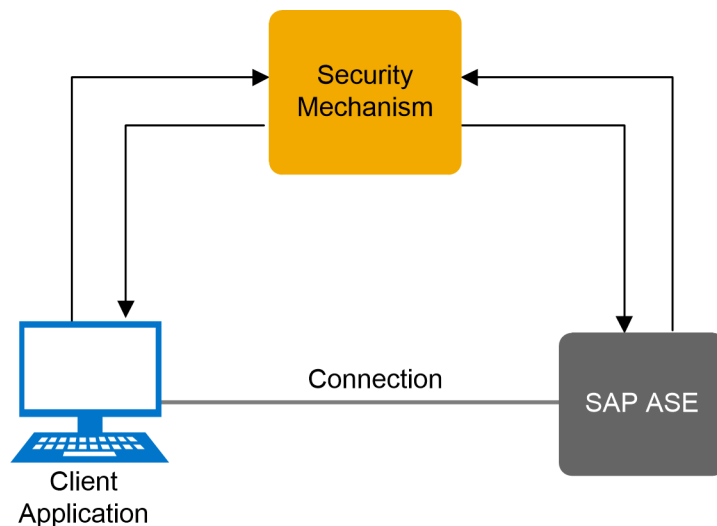 Security
Mechanism
Connection
SAP ASE
Client
Application